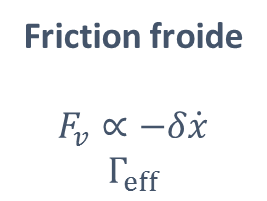 Friction froide
F_v ∝ −δẋ
Γ_eff